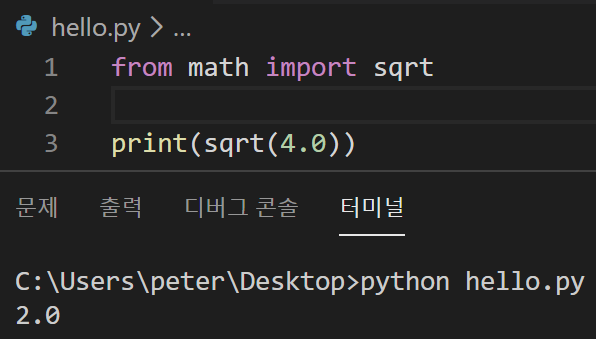 hello.py > ...
1 from math import sqrt
2
3 print(sqrt(4.0))
문제 출력 디버그 콘솔 터미널
C:\Users\peter\Desktop>python hello.py
2.0